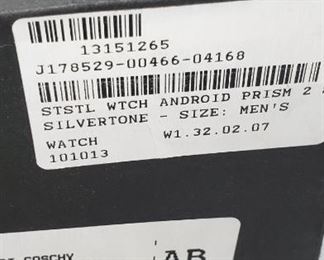 13151265
J178529-00466-04168
STSTL WTCH ANDROID PRISM 2
SILVERTONE - SIZE: MEN'S
WATCH W1.32.02.07
101013
COSCHY
AB